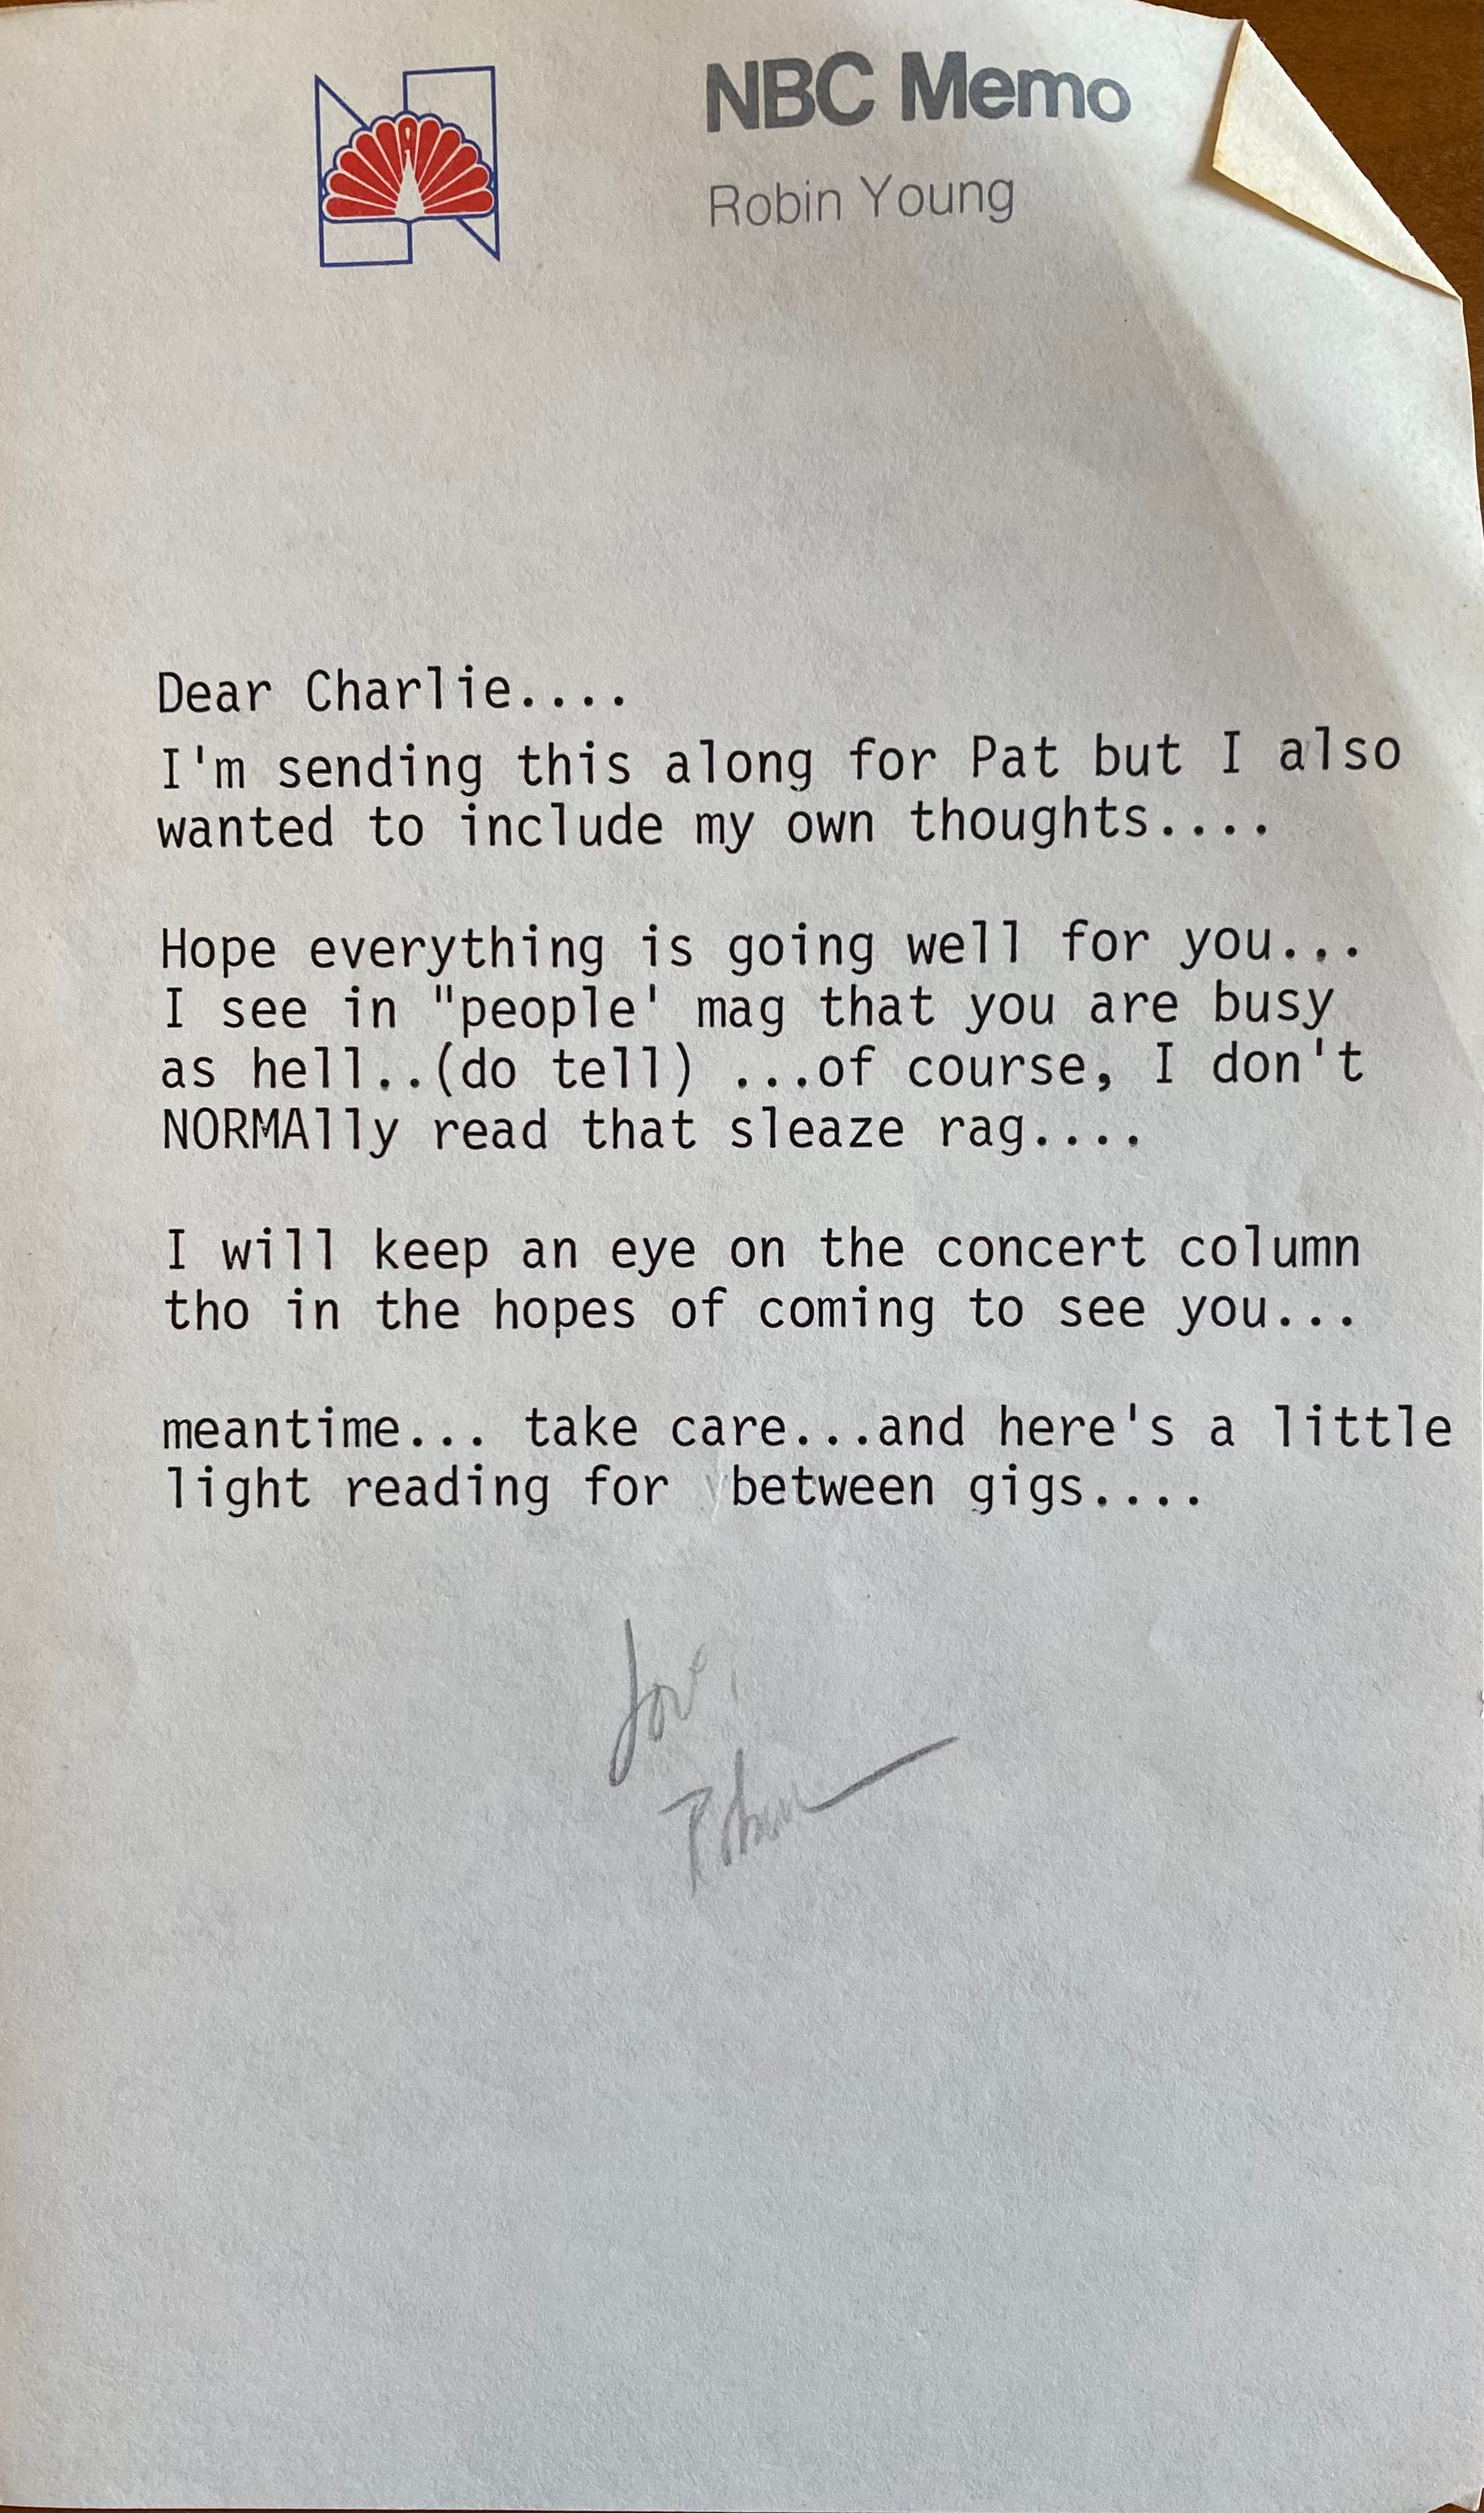 NBC Memo
Robin Young
Dear Charlie....
I'm sending this along for Pat but I also
wanted to include my own thoughts....
Hope everything is going well for you...
I see in "people' mag that you are busy
as hell..(do tell) ...of course, I don't
NORMAlly read that sleaze rag....
I will keep an eye on the concert column
tho in the hopes of coming to see you...
meantime... take care...and here's a little
light reading for between gigs....
Love,
Robin